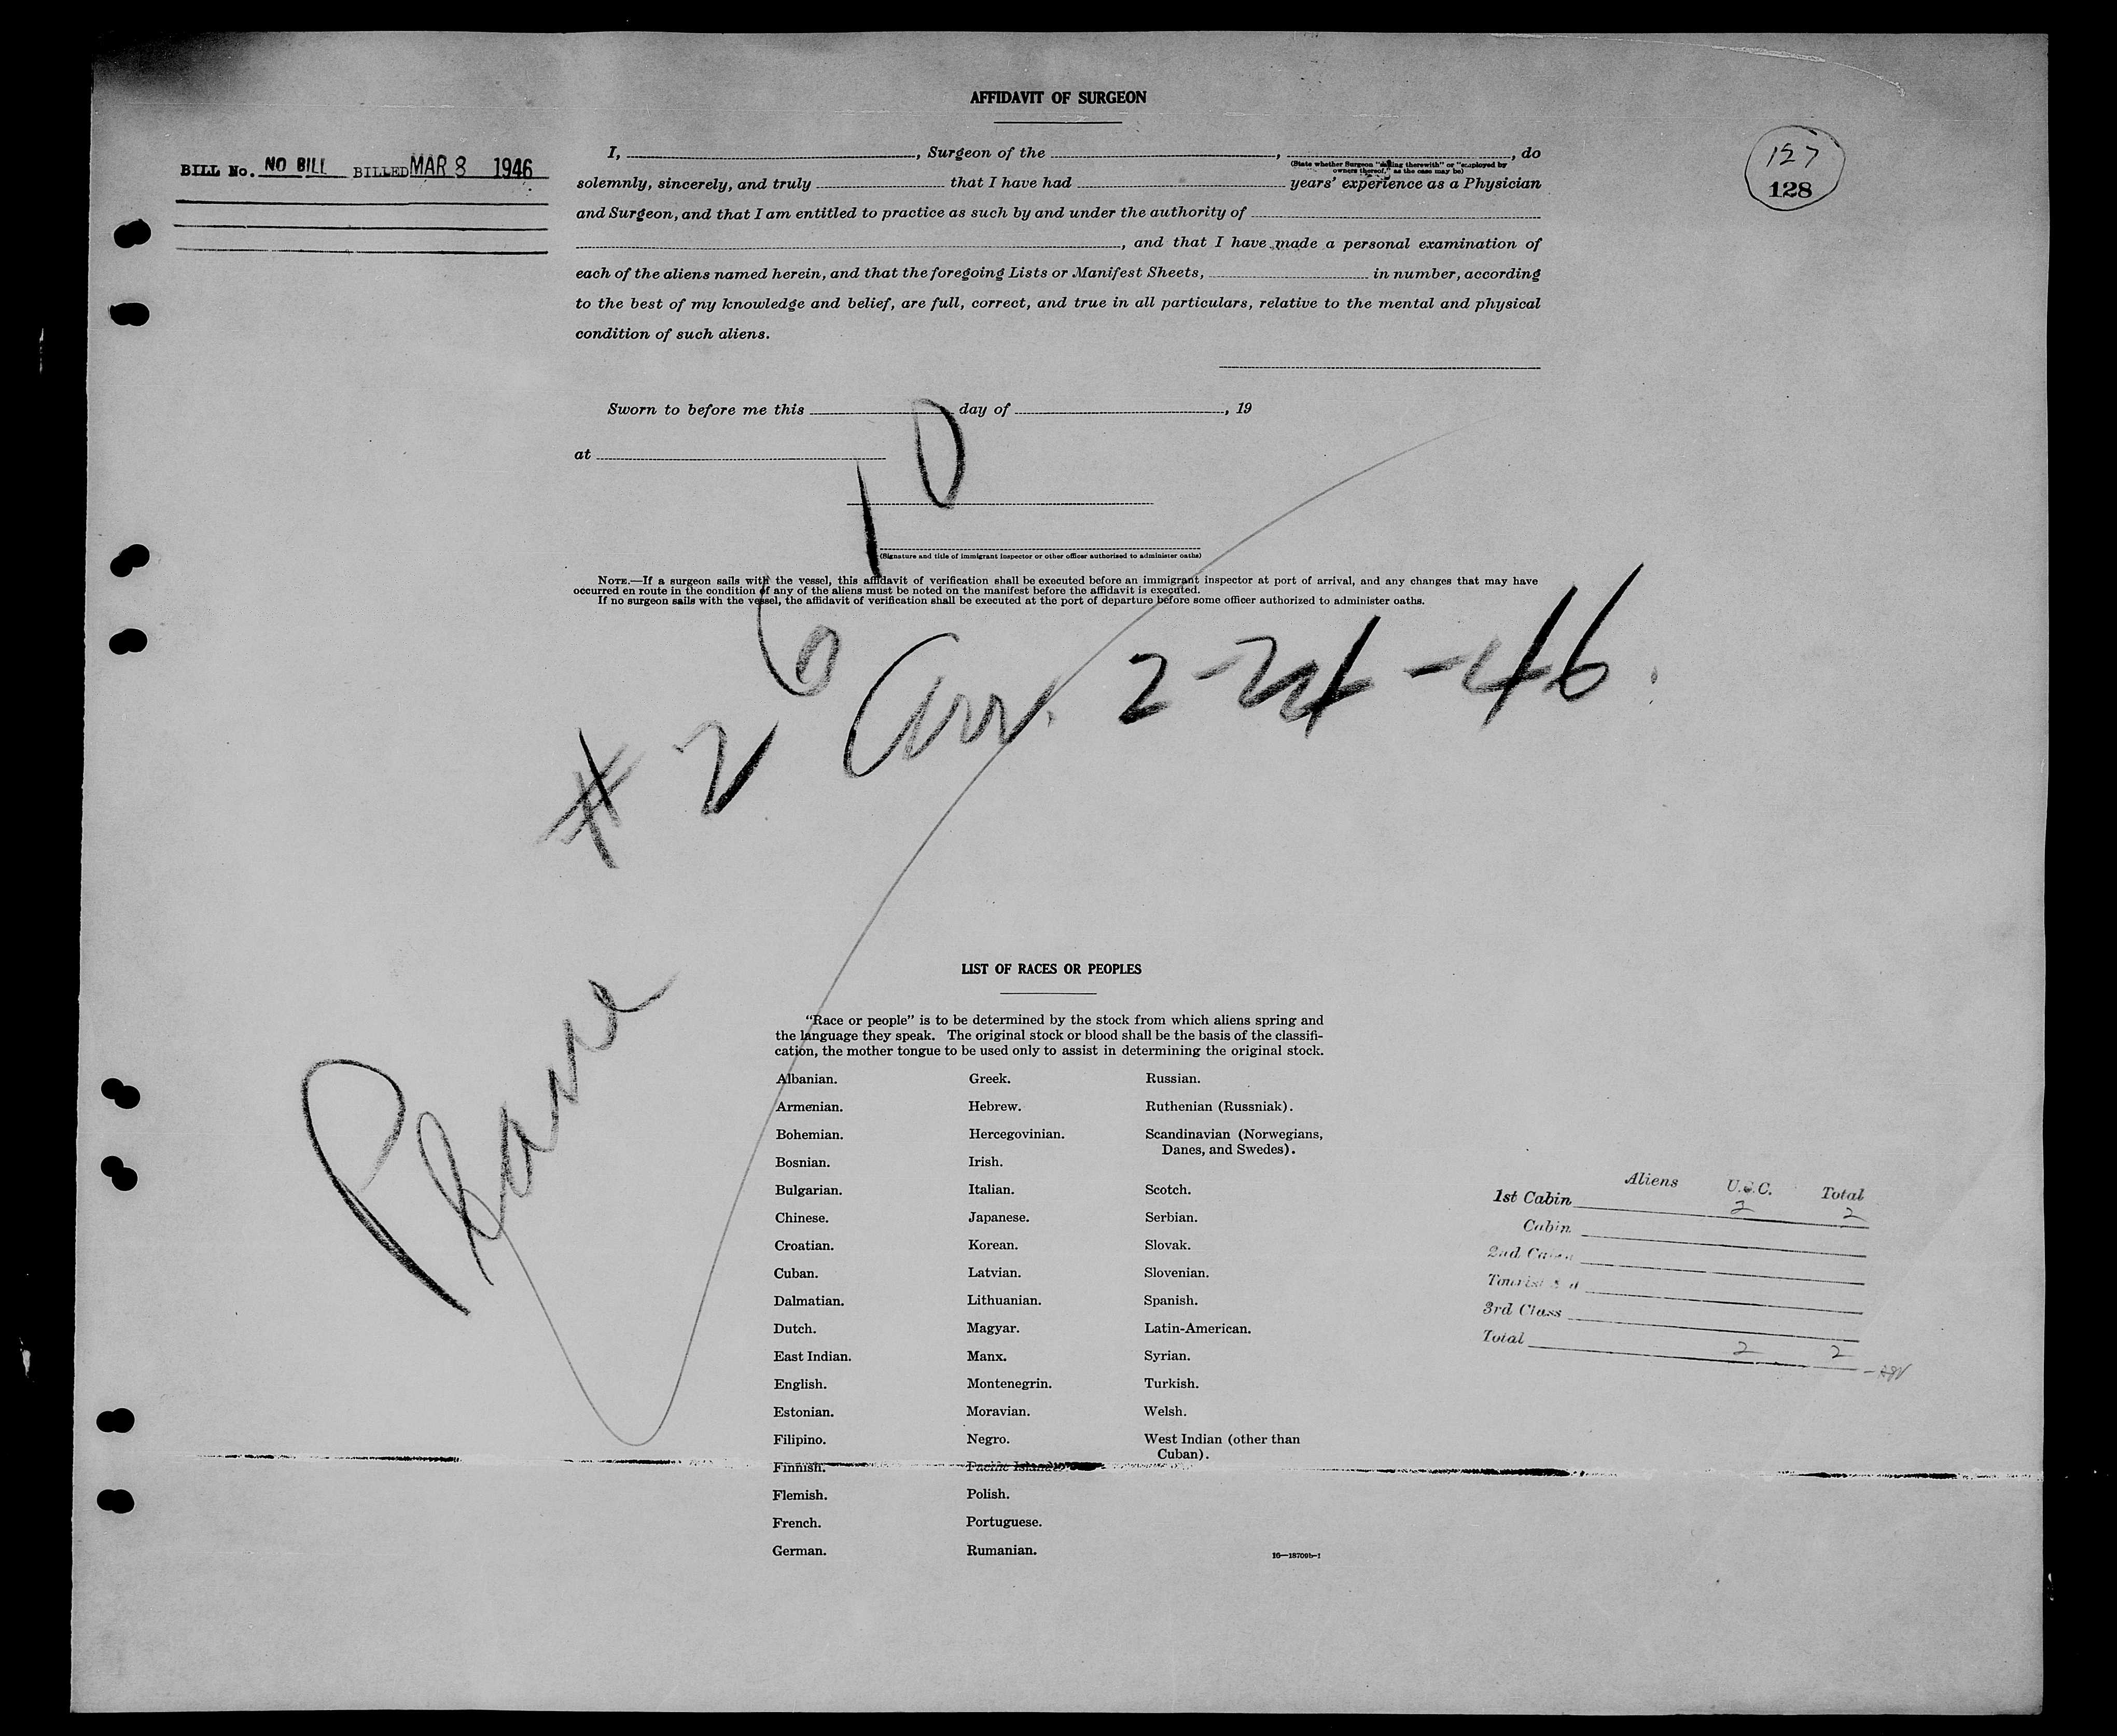 AFFIDAVIT OF SURGEON
BILL No. NO BILL BILLED MAR 8 1946
127
128
I, , Surgeon of the , , do
(State whether Surgeon "sailing therewith" or "employed by owners thereof," as the case may be)
solemnly, sincerely, and truly that I have had years' experience as a Physician
and Surgeon, and that I am entitled to practice as such by and under the authority of
, and that I have made a personal examination of
each of the aliens named herein, and that the foregoing Lists or Manifest Sheets, in number, according
to the best of my knowledge and belief, are full, correct, and true in all particulars, relative to the mental and physical
condition of such aliens.
Sworn to before me this day of , 19
at
(Signature and title of immigrant inspector or other officer authorized to administer oaths)
NOTE.—If a surgeon sails with the vessel, this affidavit of verification shall be executed before an immigrant inspector at port of arrival, and any changes that may have
occurred en route in the condition of any of the aliens must be noted on the manifest before the affidavit is executed.
If no surgeon sails with the vessel, the affidavit of verification shall be executed at the port of departure before some officer authorized to administer oaths.
Plane # 2610
Arr. 2-24-46.
LIST OF RACES OR PEOPLES
"Race or people" is to be determined by the stock from which aliens spring and
the language they speak. The original stock or blood shall be the basis of the classifi-
cation, the mother tongue to be used only to assist in determining the original stock.
Albanian.
Armenian.
Bohemian.
Bosnian.
Bulgarian.
Chinese.
Croatian.
Cuban.
Dalmatian.
Dutch.
East Indian.
English.
Estonian.
Filipino.
Finnish.
Flemish.
French.
German.
Greek.
Hebrew.
Hercegovinian.
Irish.
Italian.
Japanese.
Korean.
Latvian.
Lithuanian.
Magyar.
Manx.
Montenegrin.
Moravian.
Negro.
Pacific Islander.
Polish.
Portuguese.
Rumanian.
Russian.
Ruthenian (Russniak).
Scandinavian (Norwegians,
Danes, and Swedes).
Scotch.
Serbian.
Slovak.
Slovenian.
Spanish.
Latin-American.
Syrian.
Turkish.
Welsh.
West Indian (other than
Cuban).
16—18709b-1
Aliens U.S.C. Total
1st Cabin 2 2
Cabin
2nd Cabin
Tourist
3rd Class
Total 2 2